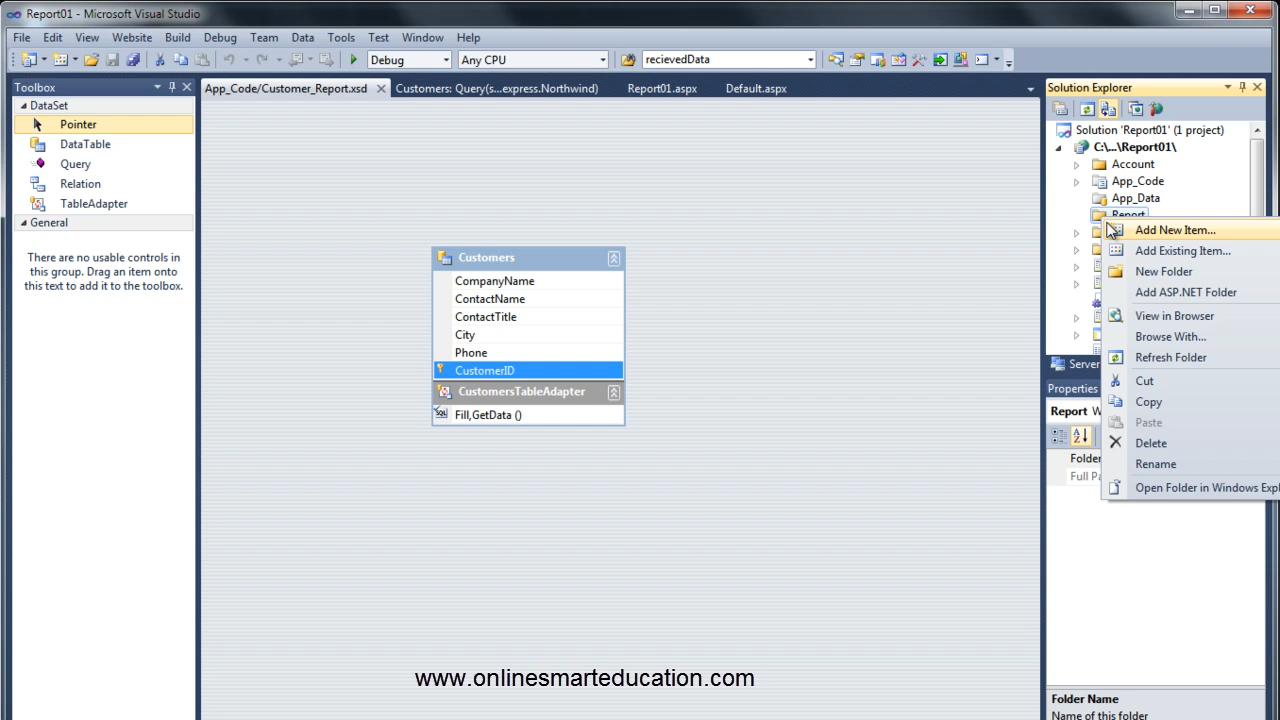 Report01 - Microsoft Visual Studio
File Edit View Website Build Debug Team Data Tools Test Window Help
Debug Any CPU recievedData
Toolbox
App_Code/Customer_Report.xsd Customers: Query(s...express.Northwind) Report01.aspx Default.aspx
Solution Explorer
DataSet
Pointer
DataTable
Query
Relation
TableAdapter
General
There are no usable controls in
this group. Drag an item onto
this text to add it to the toolbox.
Customers
CompanyName
ContactName
ContactTitle
City
Phone
CustomerID
CustomersTableAdapter
Fill,GetData ()
SQL
Solution 'Report01' (1 project)
C:\...\Report01\
Account
App_Code
App_Data
Report
Add New Item...
Add Existing Item...
New Folder
Add ASP.NET Folder
View in Browser
Browse With...
Refresh Folder
Cut
Copy
Paste
Delete
Rename
Open Folder in Windows Expl
Server
Properties
Report W
Folder
Full Pa
Folder Name
Name of this folder
www.onlinesmarteducation.com